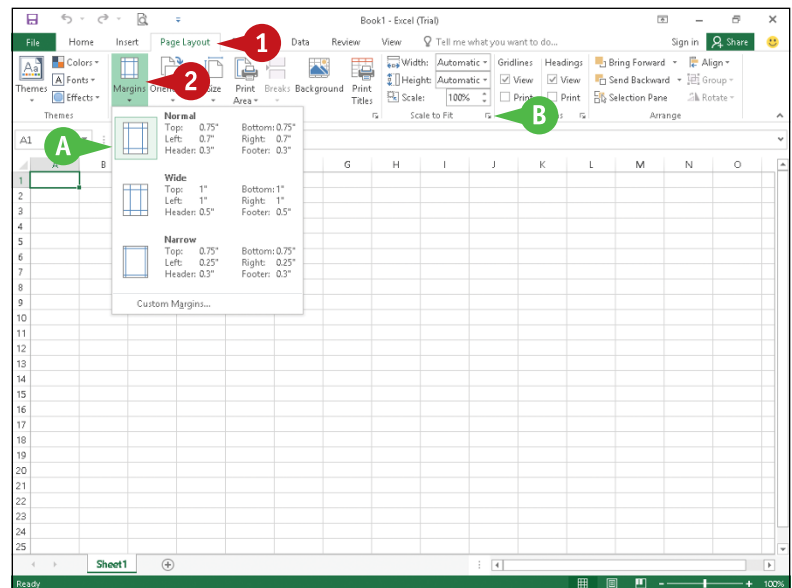 Book1 - Excel (Trial)
File Home Insert Page Layout 1 Data Review View Tell me what you want to do... Sign in Share
Colors Width: Automatic Gridlines Headings Bring Forward Align
Fonts Height: Automatic View View Send Backward Group
Themes Effects Margins 2 Size Print Area Breaks Background Print Titles Scale: 100% Print Print Selection Pane Rotate
Themes Scale to Fit B Arrange
A1 A
B G H I J K L M N O
Normal
Top: 0.75" Bottom: 0.75"
Left: 0.7" Right: 0.7"
Header: 0.3" Footer: 0.3"
Wide
Top: 1" Bottom: 1"
Left: 1" Right: 1"
Header: 0.5" Footer: 0.5"
Narrow
Top: 0.75" Bottom: 0.75"
Left: 0.25" Right: 0.25"
Header: 0.3" Footer: 0.3"
Custom Margins...
1
2
3
4
5
6
7
8
9
10
11
12
13
14
15
16
17
18
19
20
21
22
23
24
25
Sheet1
Ready 100%